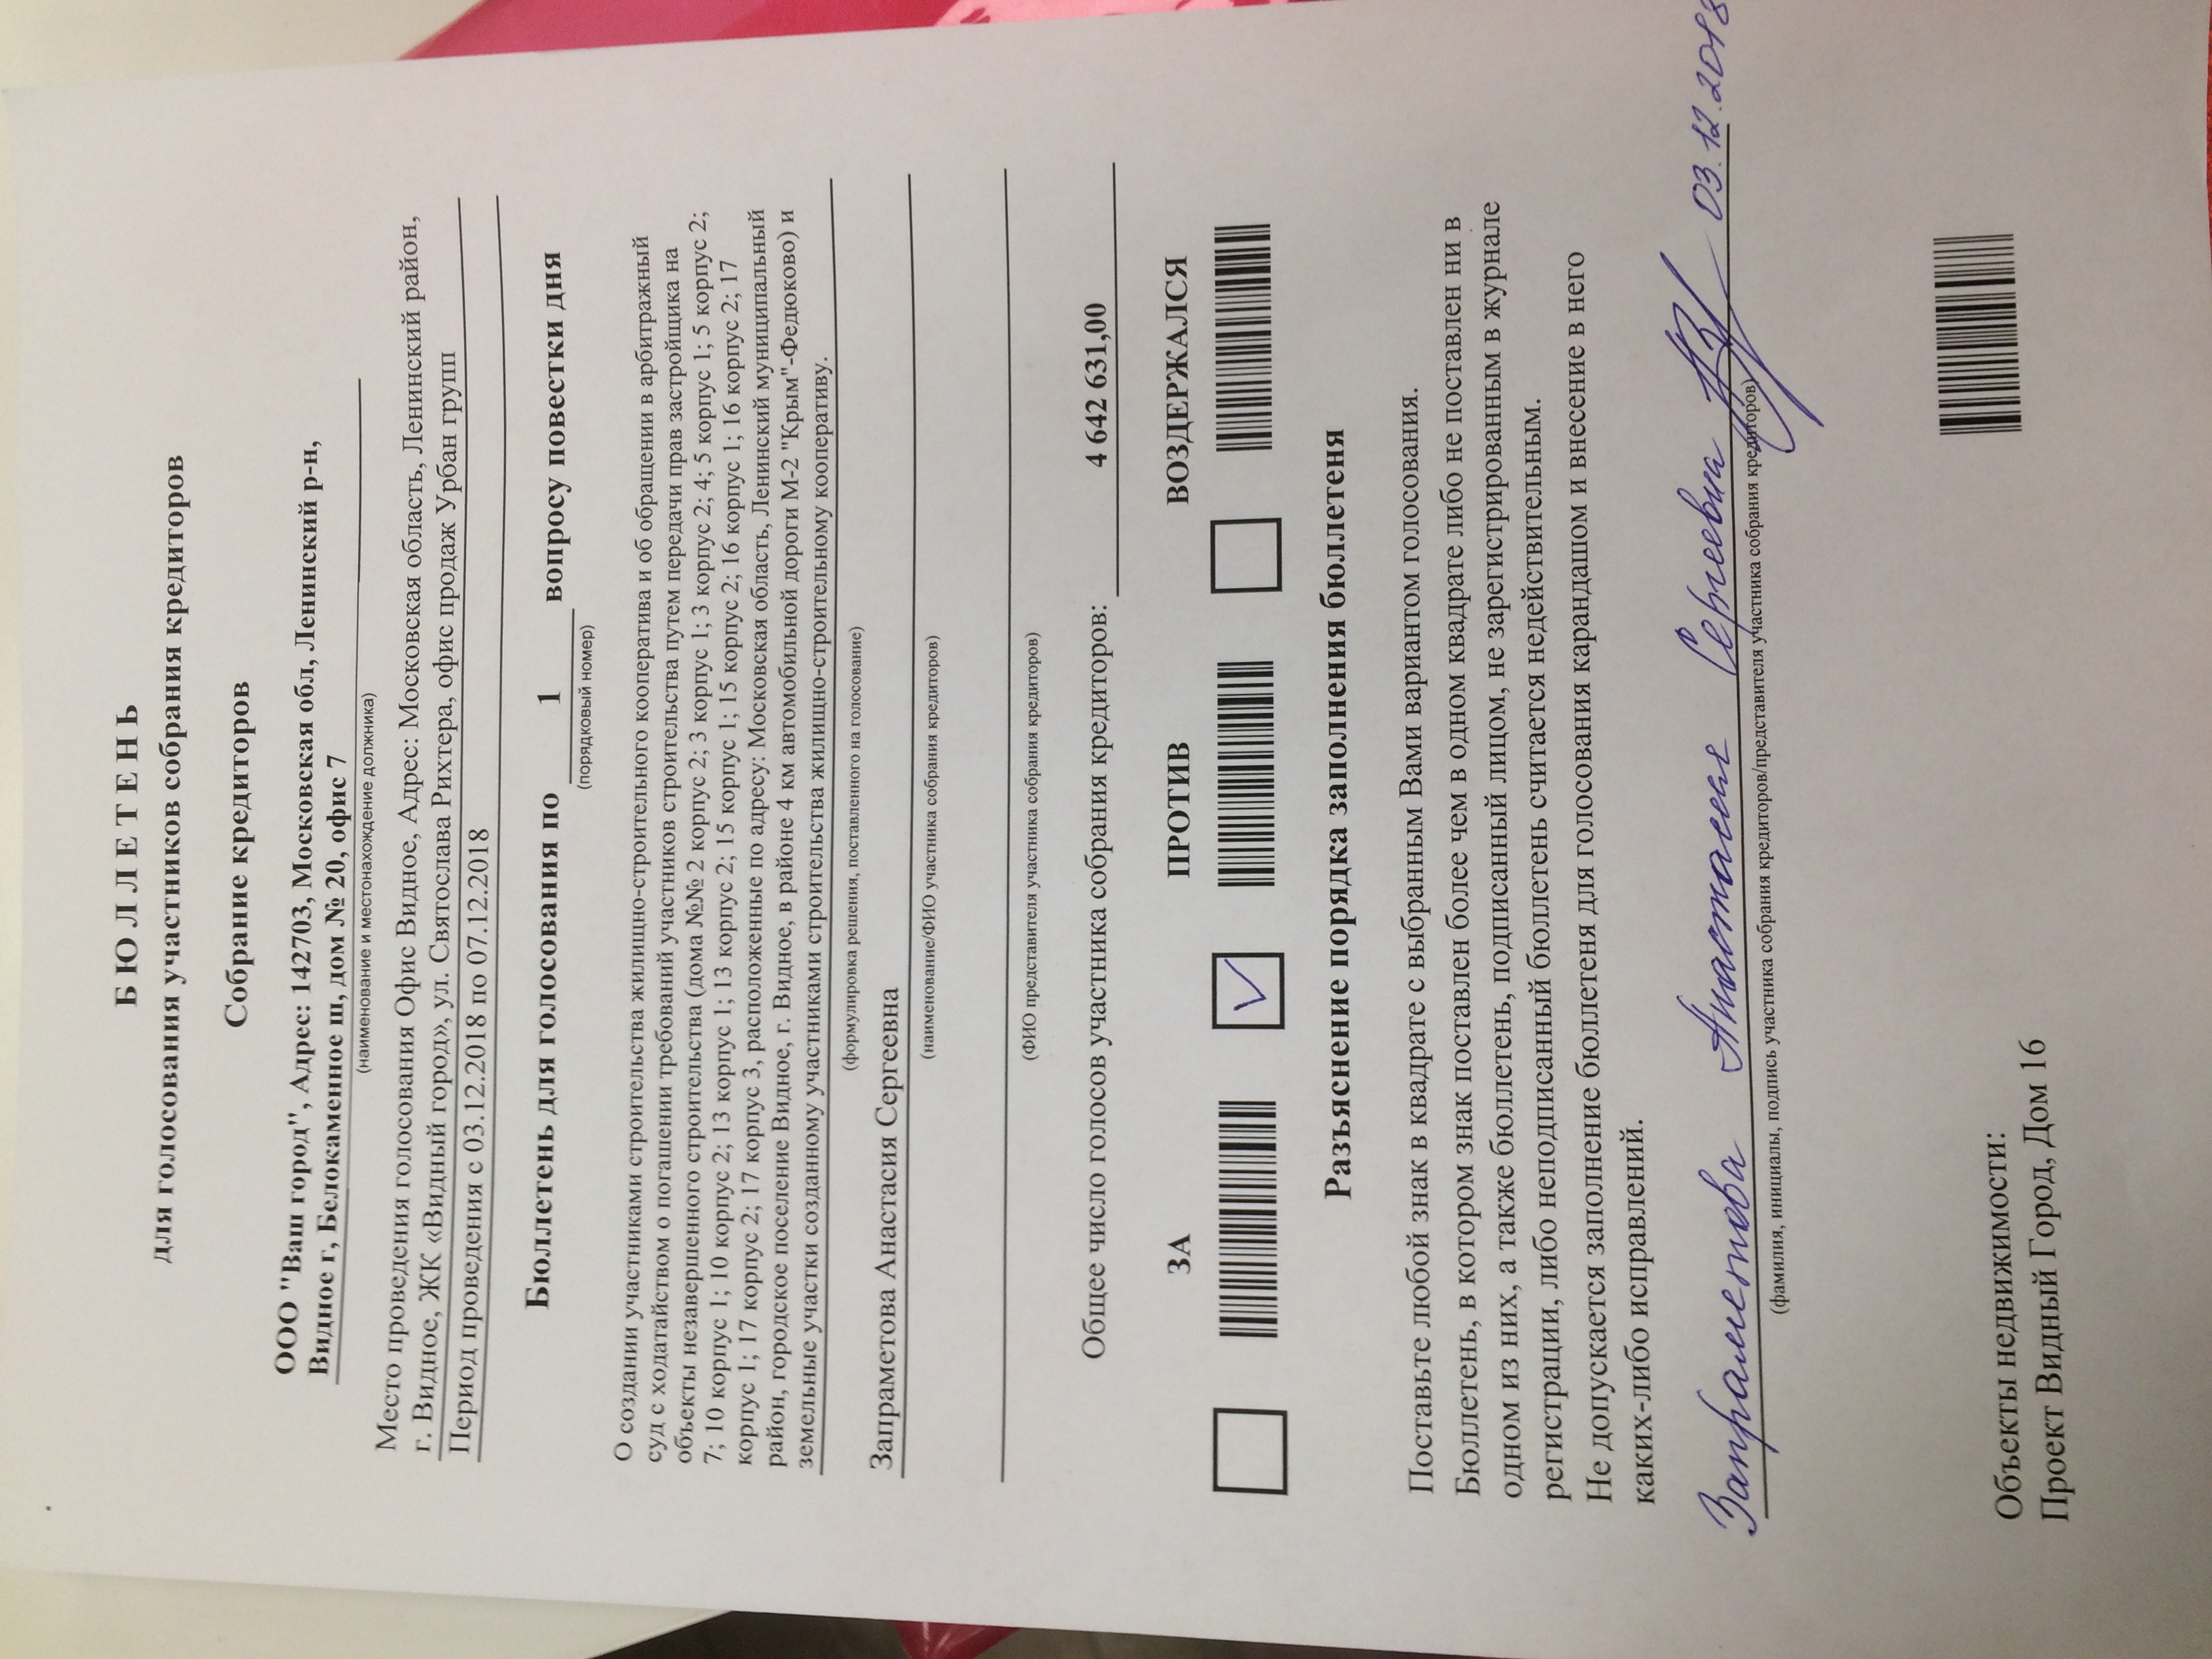 БЮЛЛЕТЕНЬ
для голосования участников собрания кредиторов
Собрание кредиторов
ООО "Ваш город", Адрес: 142703, Московская обл, Ленинский р-н,
Видное г, Белокаменное ш, дом № 20, офис 7
(наименование и местонахождение должника)
Место проведения голосования Офис Видное, Адрес: Московская область, Ленинский район,
г. Видное, ЖК «Видный город», ул. Святослава Рихтера, офис продаж Урбан групп
Период проведения с 03.12.2018 по 07.12.2018
Бюллетень для голосования по 1 вопросу повестки дня
(порядковый номер)
О создании участниками строительства жилищно-строительного кооператива и об обращении в арбитражный
суд с ходатайством о погашении требований участников строительства путем передачи прав застройщика на
объекты незавершенного строительства (дома №№ 2 корпус 2; 3 корпус 1; 3 корпус 2; 4; 5 корпус 1; 5 корпус 2;
7; 10 корпус 1; 10 корпус 2; 13 корпус 1; 13 корпус 2; 15 корпус 1; 15 корпус 2; 16 корпус 1; 16 корпус 2; 17
корпус 1; 17 корпус 2; 17 корпус 3, расположенные по адресу: Московская область, Ленинский муниципальный
район, городское поселение Видное, г. Видное, в районе 4 км автомобильной дороги М-2 "Крым"-Федюково) и
земельные участки созданному участниками строительства жилищно-строительному кооперативу.
(формулировка решения, поставленного на голосование)
Запраметова Анастасия Сергеевна
(наименование/ФИО участника собрания кредиторов)
(ФИО представителя участника собрания кредиторов)
Общее число голосов участника собрания кредиторов: 4 642 631,00
ЗА ПРОТИВ ВОЗДЕРЖАЛСЯ
Разъяснение порядка заполнения бюллетеня
Поставьте любой знак в квадрате с выбранным Вами вариантом голосования.
Бюллетень, в котором знак поставлен более чем в одном квадрате либо не поставлен ни в
одном из них, а также бюллетень, подписанный лицом, не зарегистрированным в журнале
регистрации, либо неподписанный бюллетень считается недействительным.
Не допускается заполнение бюллетеня для голосования карандашом и внесение в него
каких-либо исправлений.
Запраметова Анастасия Сергеевна 03.12.2018
(фамилия, инициалы, подпись участника собрания кредиторов/представителя участника собрания кредиторов)
Объекты недвижимости:
Проект Видный Город, Дом 16